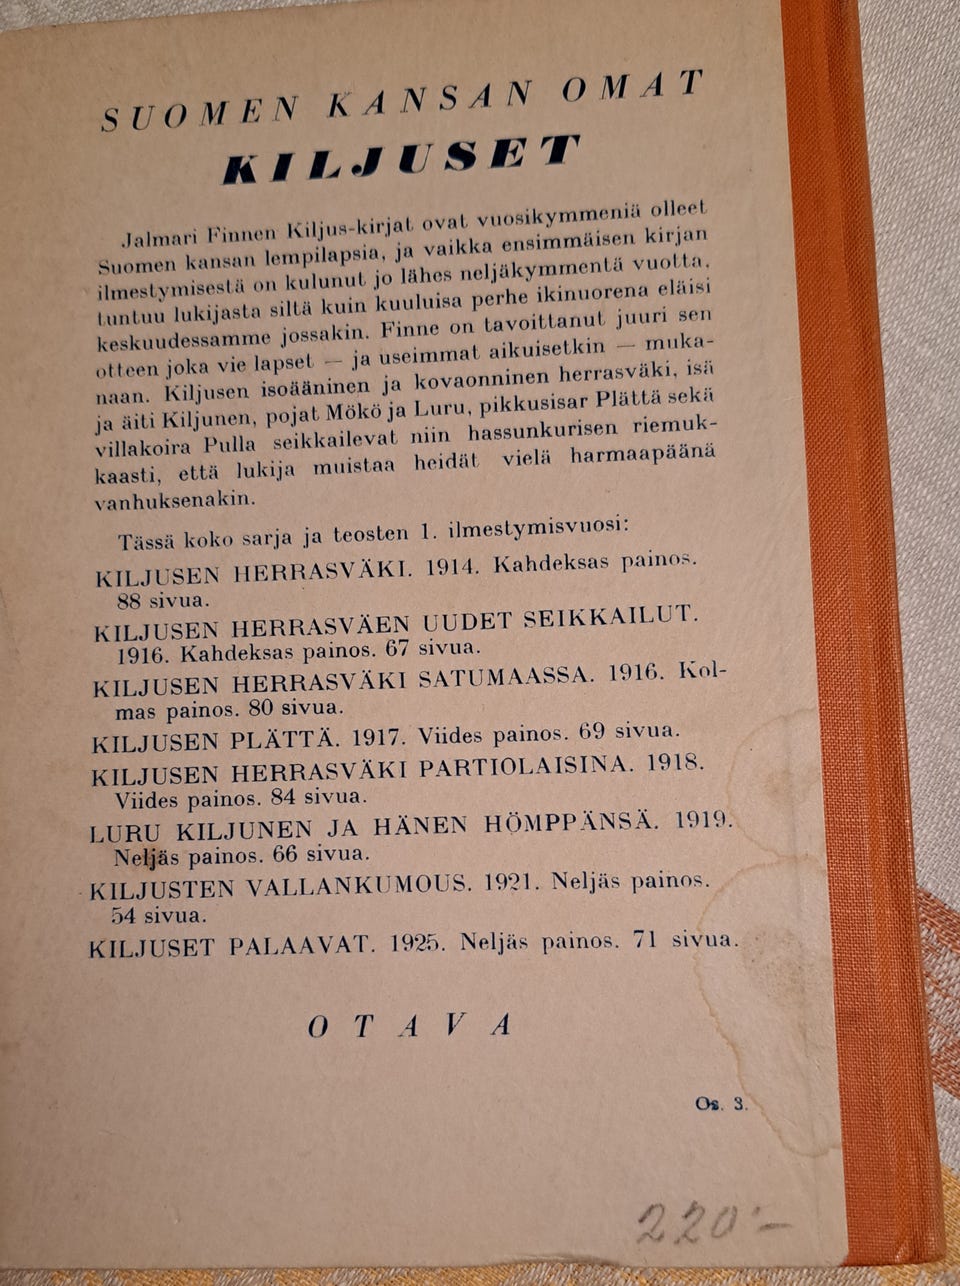 SUOMEN KANSAN OMAT
KILJUSET
Jalmari Finnen Kiljus-kirjat ovat vuosikymmeniä olleet
Suomen kansan lempilapsia, ja vaikka ensimmäisen kirjan
ilmestymisestä on kulunut jo lähes neljäkymmentä vuotta,
tuntuu lukijasta siltä kuin kuuluisa perhe ikinuorena eläisi
keskuudessamme jossakin. Finne on tavoittanut juuri sen
otteen joka vie lapset — ja useimmat aikuisetkin — muka-
naan. Kiljusen isoääninen ja kovaonninen herrasväki, isä
ja äiti Kiljunen, pojat Mökö ja Luru, pikkusisar Plättä sekä
villakoira Pulla seikkailevat niin hassunkurisen riemuk-
kaasti, että lukija muistaa heidät vielä harmaapäänä
vanhuksenakin.
Tässä koko sarja ja teosten 1. ilmestymisvuosi:
KILJUSEN HERRASVÄKI. 1914. Kahdeksas painos.
88 sivua.
KILJUSEN HERRASVÄEN UUDET SEIKKAILUT.
1916. Kahdeksas painos. 67 sivua.
KILJUSEN HERRASVÄKI SATUMAASSA. 1916. Kol-
mas painos. 80 sivua.
KILJUSEN PLÄTTÄ. 1917. Viides painos. 69 sivua.
KILJUSEN HERRASVÄKI PARTIOLAISINA. 1918.
Viides painos. 84 sivua.
LURU KILJUNEN JA HÄNEN HÖMPPÄNSÄ. 1919.
Neljäs painos. 66 sivua.
KILJUSTEN VALLANKUMOUS. 1921. Neljäs painos.
54 sivua.
KILJUSET PALAAVAT. 1925. Neljäs painos. 71 sivua.
OTAVA
Os. 3.
220:-